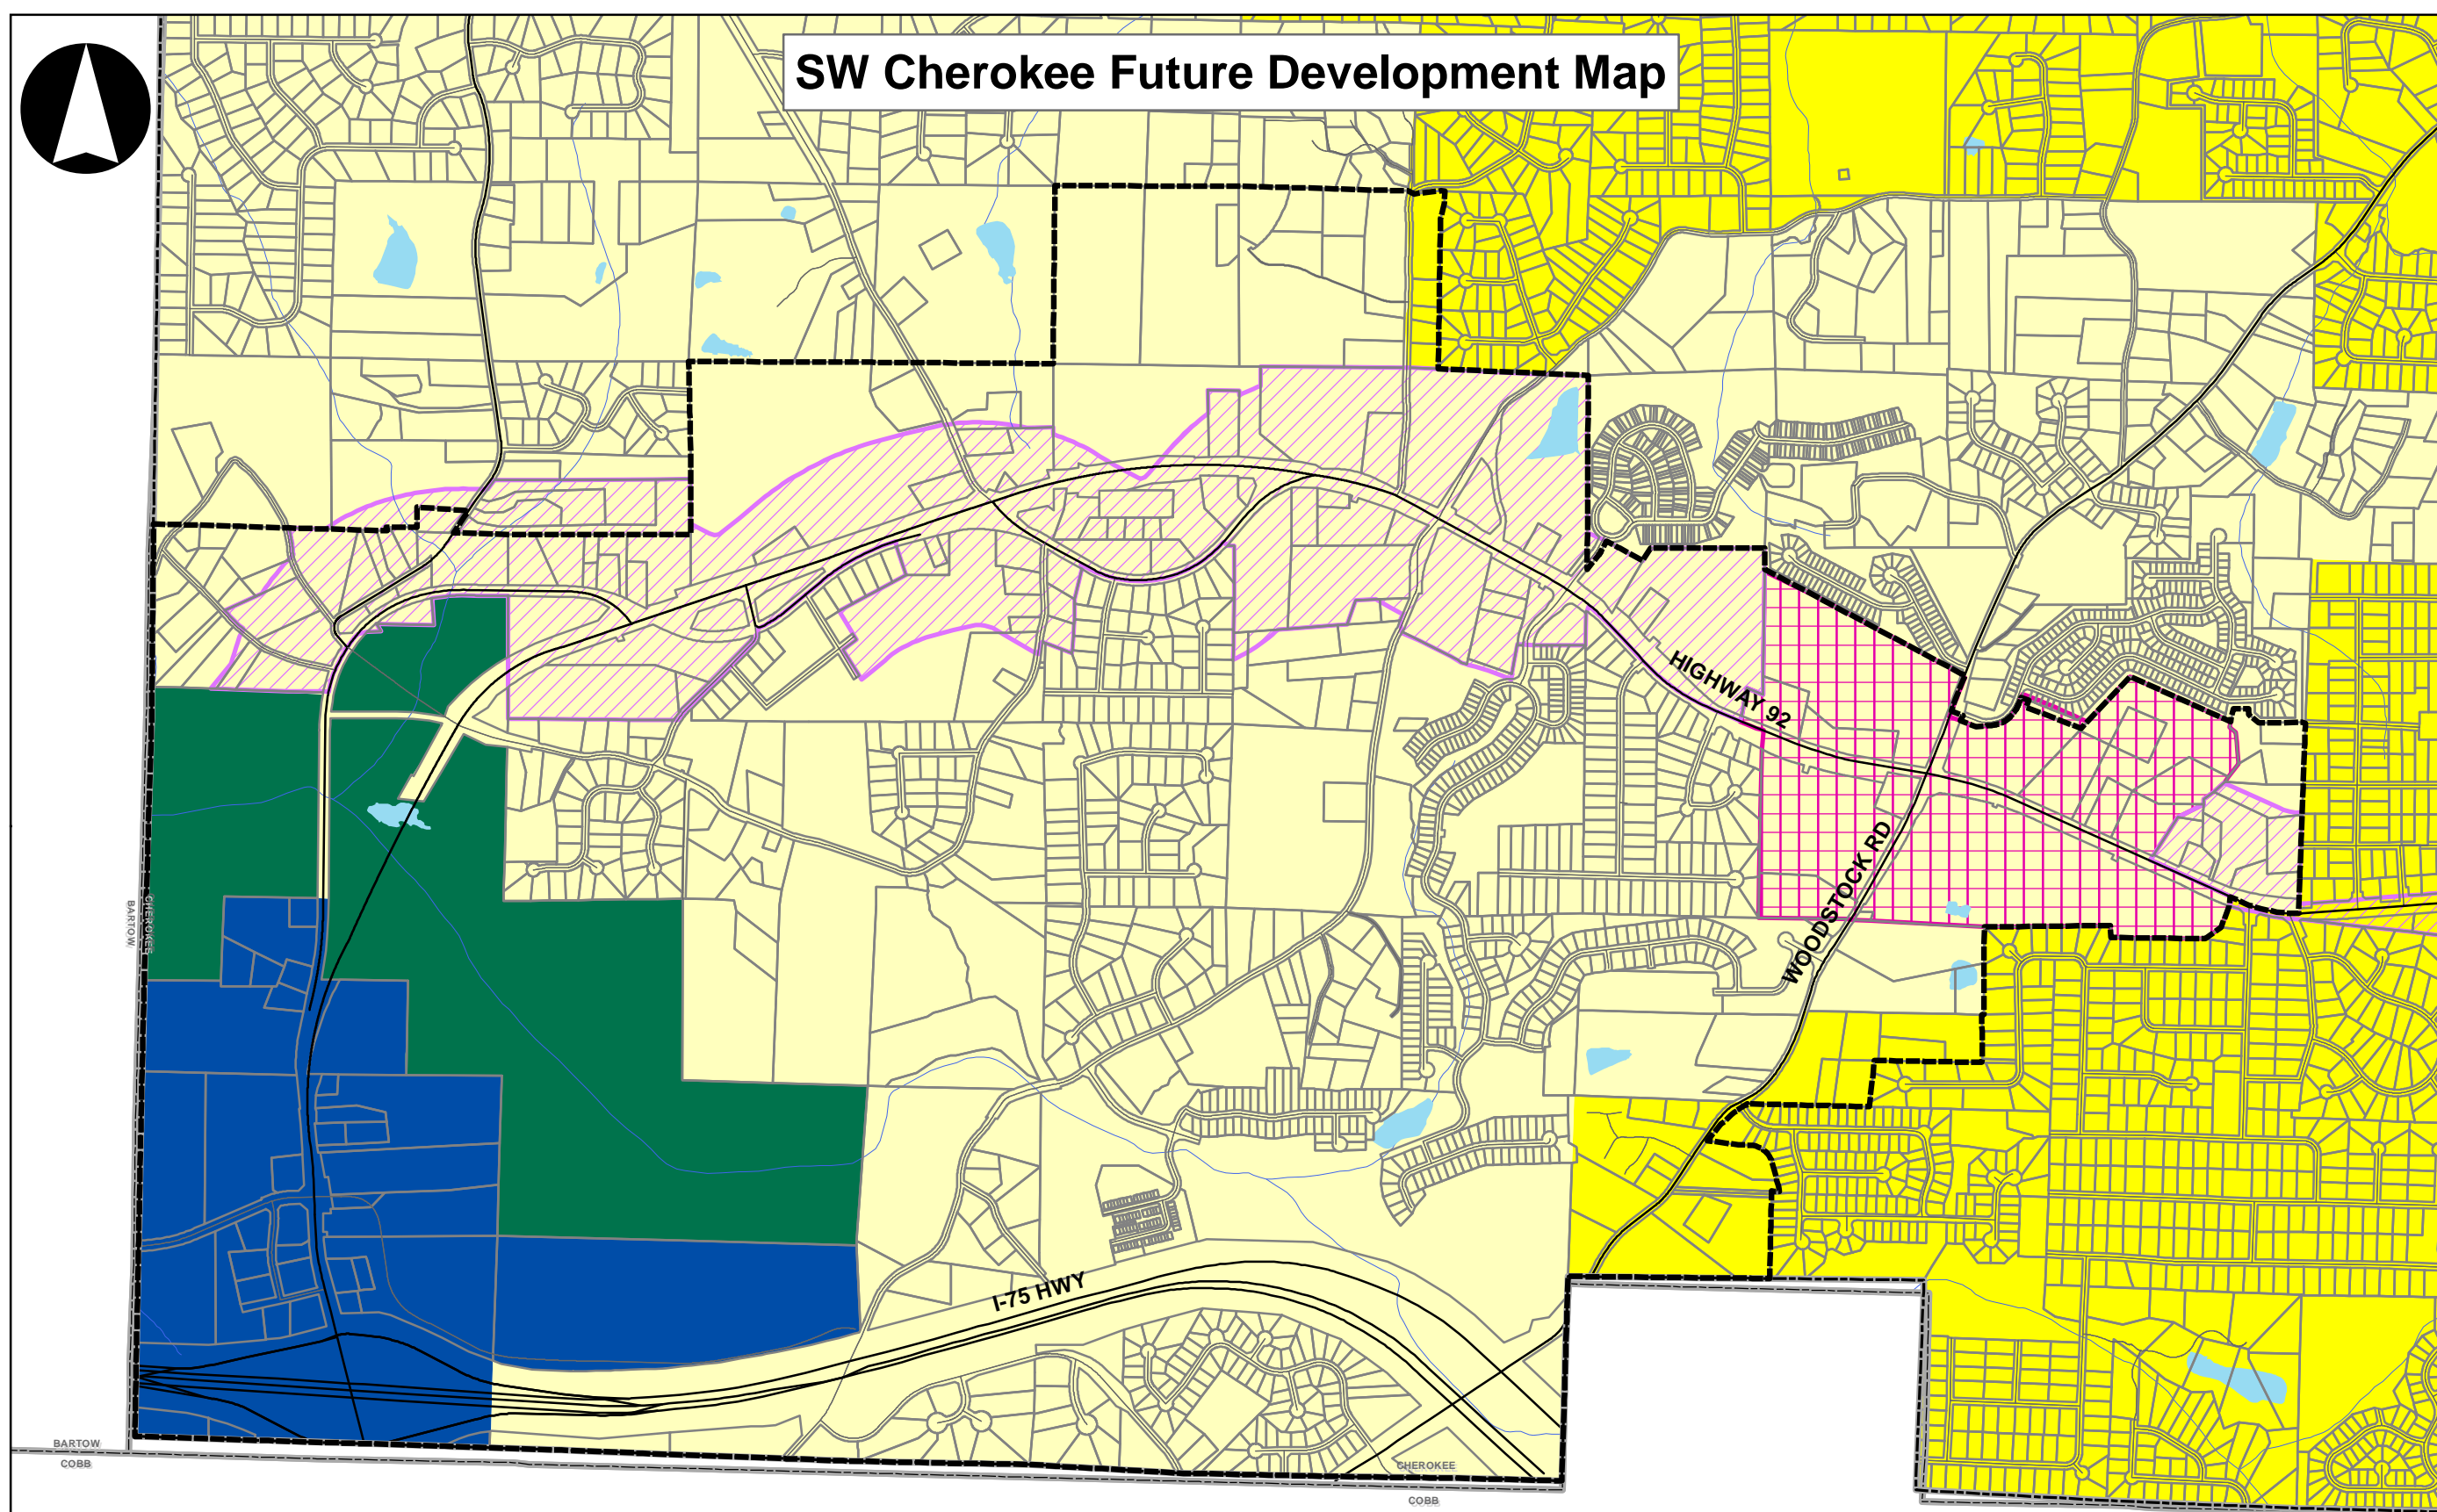 SW Cherokee Future Development Map
HIGHWAY 92
WOODSTOCK RD
CHEROKEE
BARTOW
I-75 HWY
BARTOW
COBB
CHEROKEE
COBB